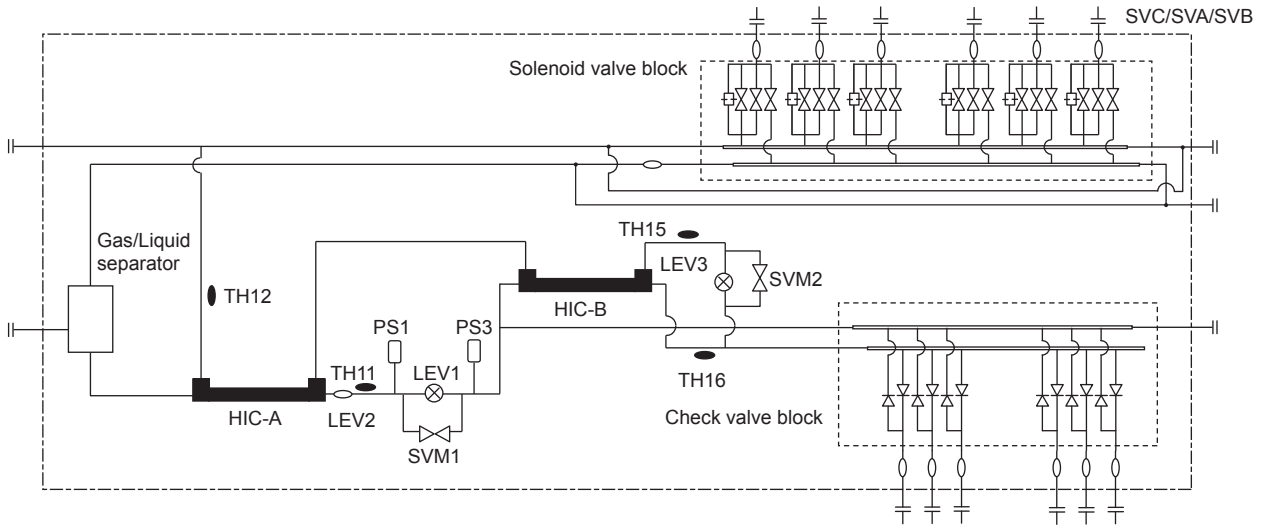 SVC/SVA/SVB
Solenoid valve block
Gas/Liquid
separator
TH12
TH15
LEV3
SVM2
HIC-B
PS1
PS3
TH11
LEV1
TH16
HIC-A
LEV2
Check valve block
SVM1